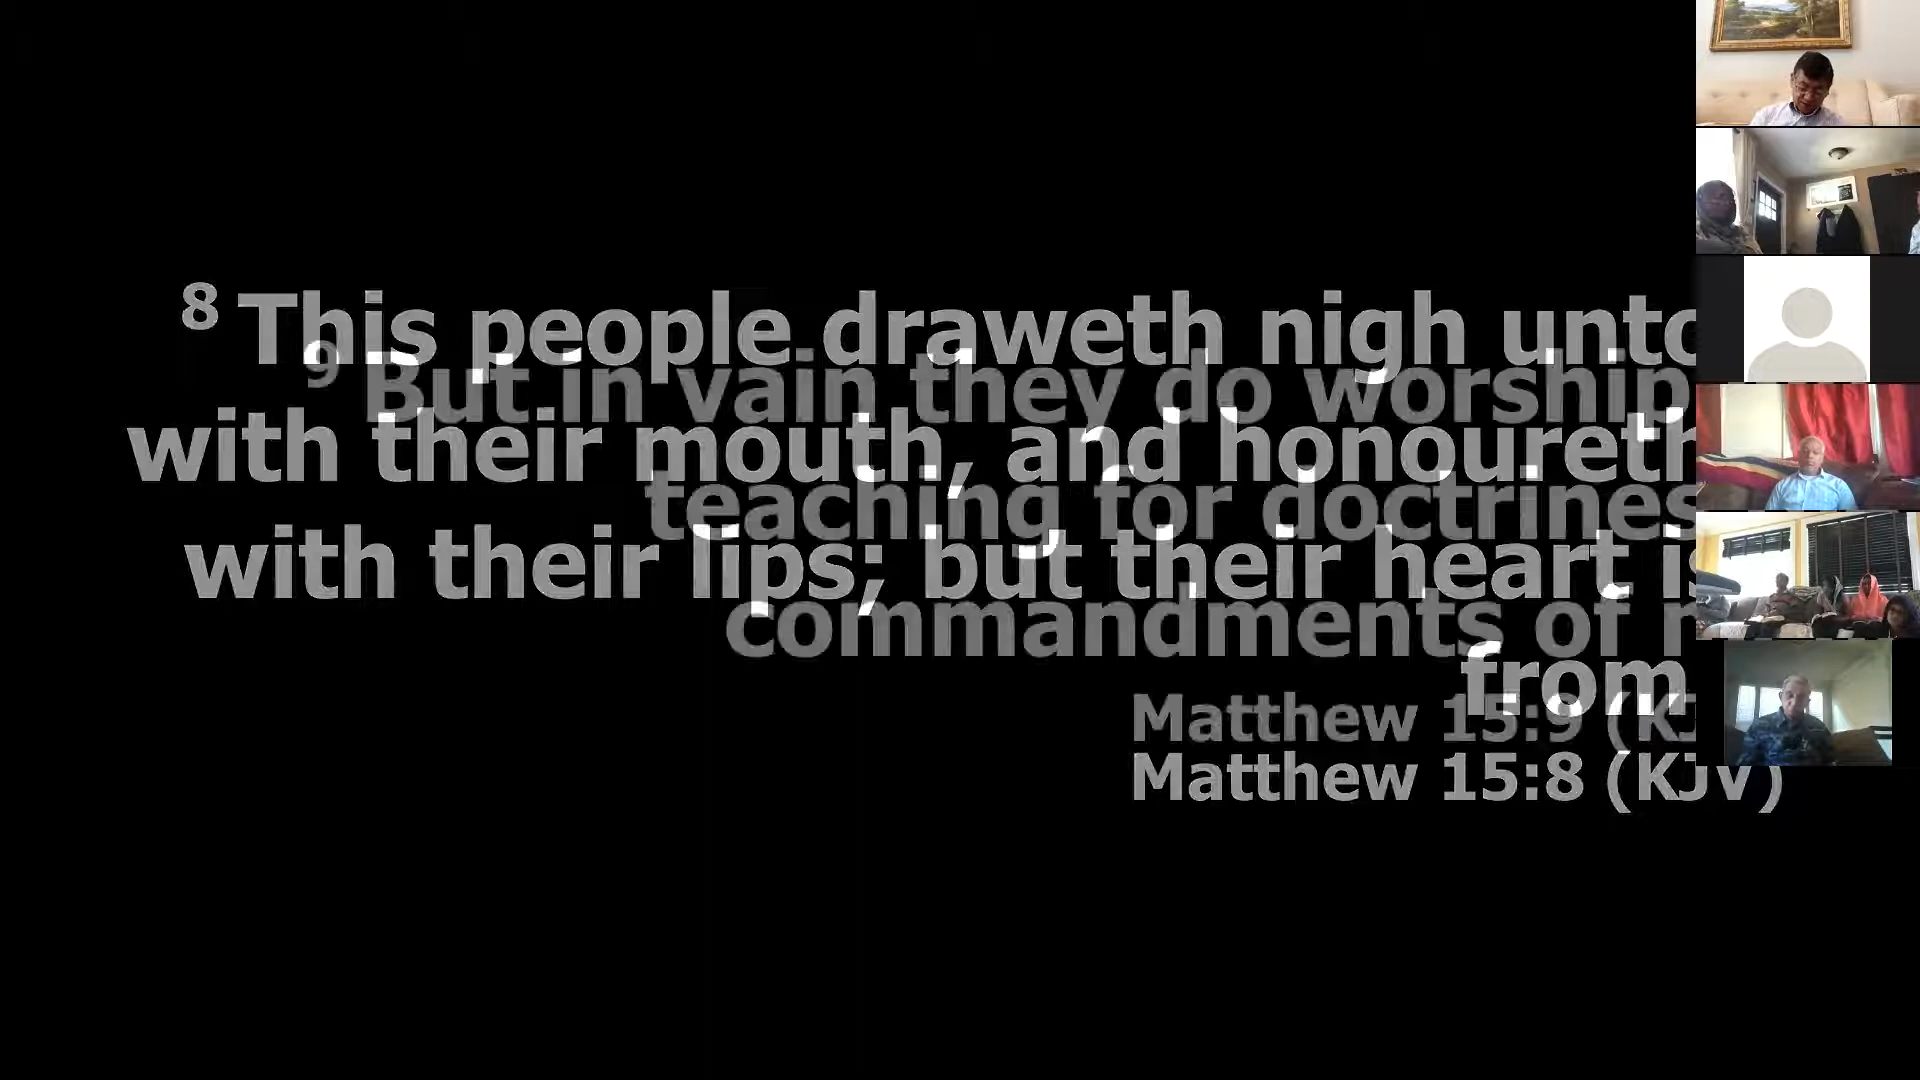 8 This people draweth nigh unto
with their mouth, and honoureth
with their lips; but their heart is
from
Matthew 15:8 (KJV)
9 But in vain they do worship
teaching for doctrines
commandments of
Matthew 15:9 (KJ